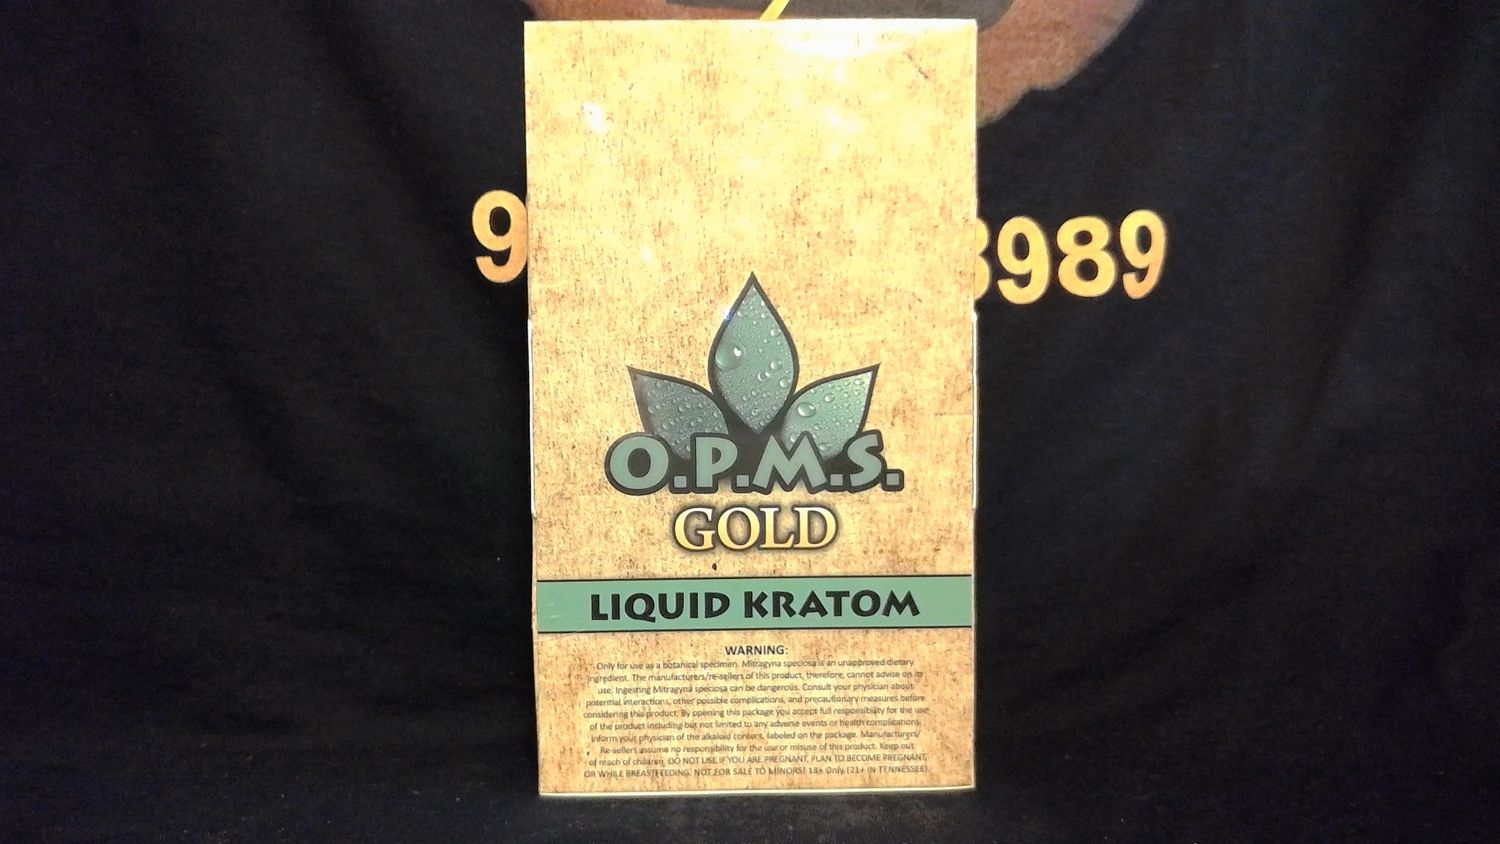 9
8989
O.P.M.S.
GOLD
LIQUID KRATOM
WARNING:
Only for use as a botanical specimen. Mitragyna speciosa is an unapproved dietary
ingredient. The manufacturers/re-sellers of this product, therefore, cannot advise on its
use. Ingesting Mitragyna speciosa can be dangerous. Consult your physician about
potential interactions, other possible complications, and precautionary measures before
considering this product. By opening this package you accept full responsibility for the use
of the product including but not limited to any adverse events or health complications.
Inform your physician of the alkaloid content, labeled on the package. Manufacturers/
Re-sellers assume no responsibility for the use or misuse of this product. Keep out
of reach of children. DO NOT USE IF YOU ARE PREGNANT, PLAN TO BECOME PREGNANT,
OR WHILE BREASTFEEDING. NOT FOR SALE TO MINORS! 18+ Only (21+ IN TENNESSEE)